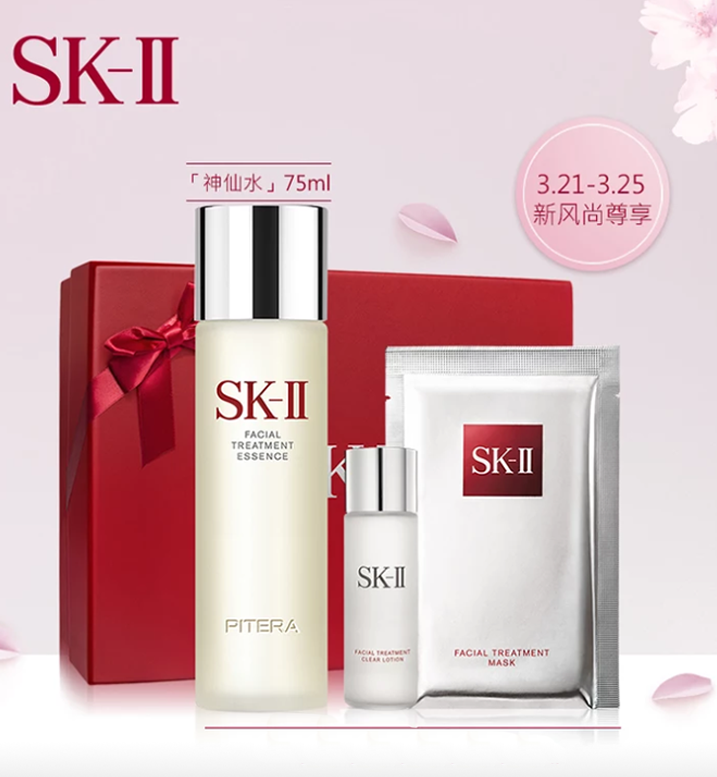 SK-II
「神仙水」75ml
3.21-3.25
新风尚尊享
SK-II
FACIAL
TREATMENT
ESSENCE
PITERA
K
SK-II
FACIAL TREATMENT
CLEAR LOTION
SK-II
FACIAL TREATMENT
MASK